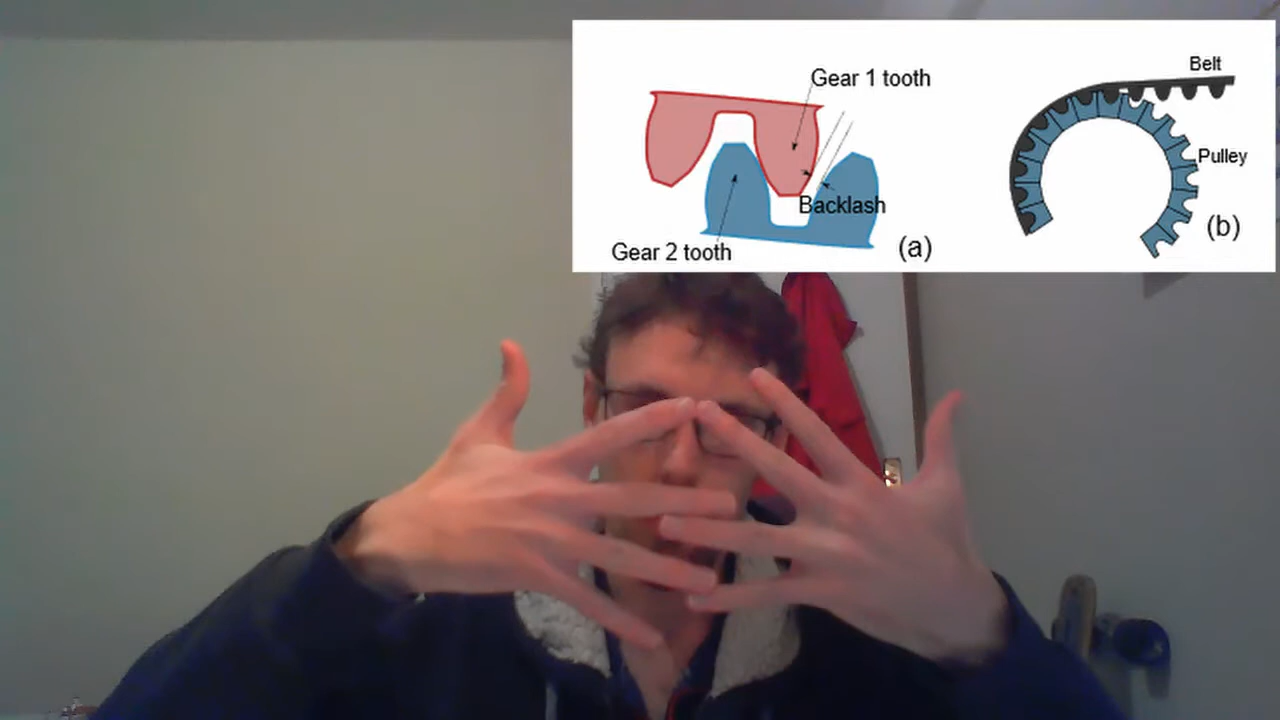 Gear 1 tooth
Backlash
Gear 2 tooth
(a)
Belt
Pulley
(b)